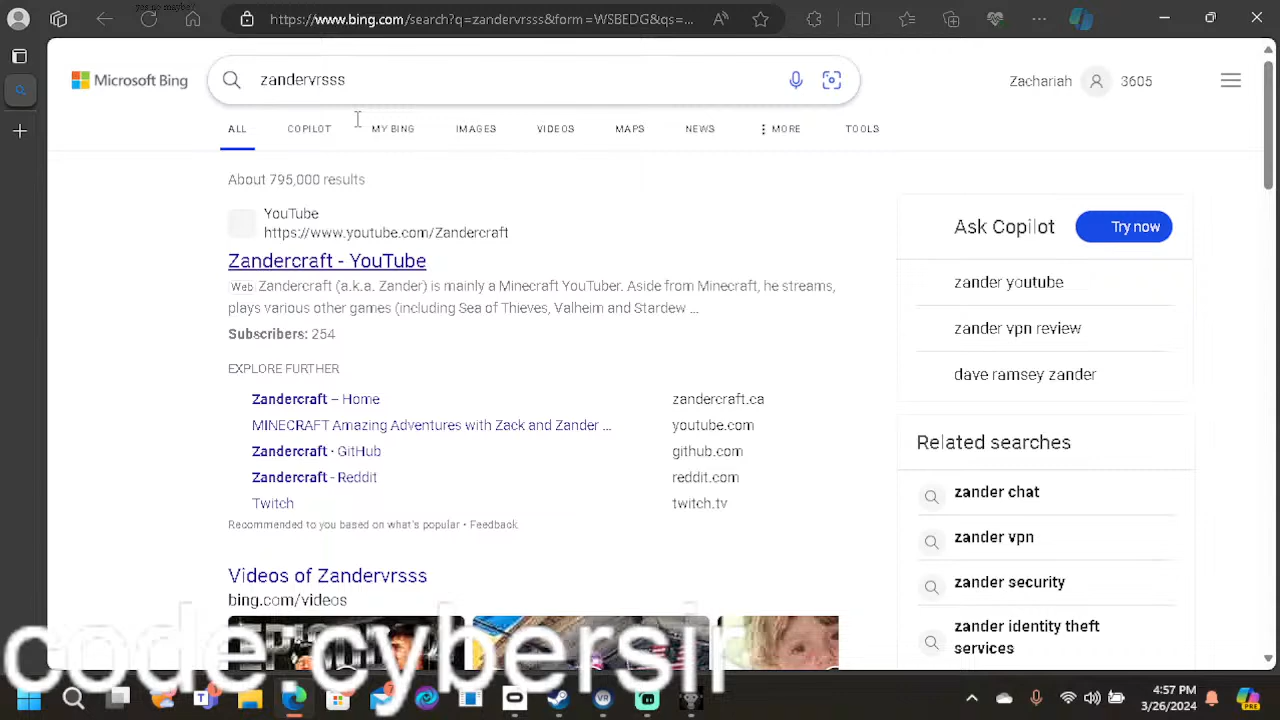 https://www.bing.com/search?q=zandervrsss&form=WSBEDG&qs=...
Microsoft Bing
zandervrsss
Zachariah
3605
ALL
COPILOT
MY BING
IMAGES
VIDEOS
MAPS
NEWS
MORE
TOOLS
About 795,000 results
YouTube
https://www.youtube.com/Zandercraft
Zandercraft - YouTube
Web Zandercraft (a.k.a. Zander) is mainly a Minecraft YouTuber. Aside from Minecraft, he streams,
plays various other games (including Sea of Thieves, Valheim and Stardew ...
Subscribers: 254
EXPLORE FURTHER
Zandercraft – Home
zandercraft.ca
MINECRAFT Amazing Adventures with Zack and Zander ...
youtube.com
Zandercraft · GitHub
github.com
Zandercraft - Reddit
reddit.com
Twitch
twitch.tv
Recommended to you based on what's popular • Feedback
Videos of Zandervrsss
bing.com/videos
Ask Copilot
Try now
zander youtube
zander vpn review
dave ramsey zander
Related searches
zander chat
zander vpn
zander security
zander identity theft
services
code cybersir
4:57 PM
3/26/2024
PRE